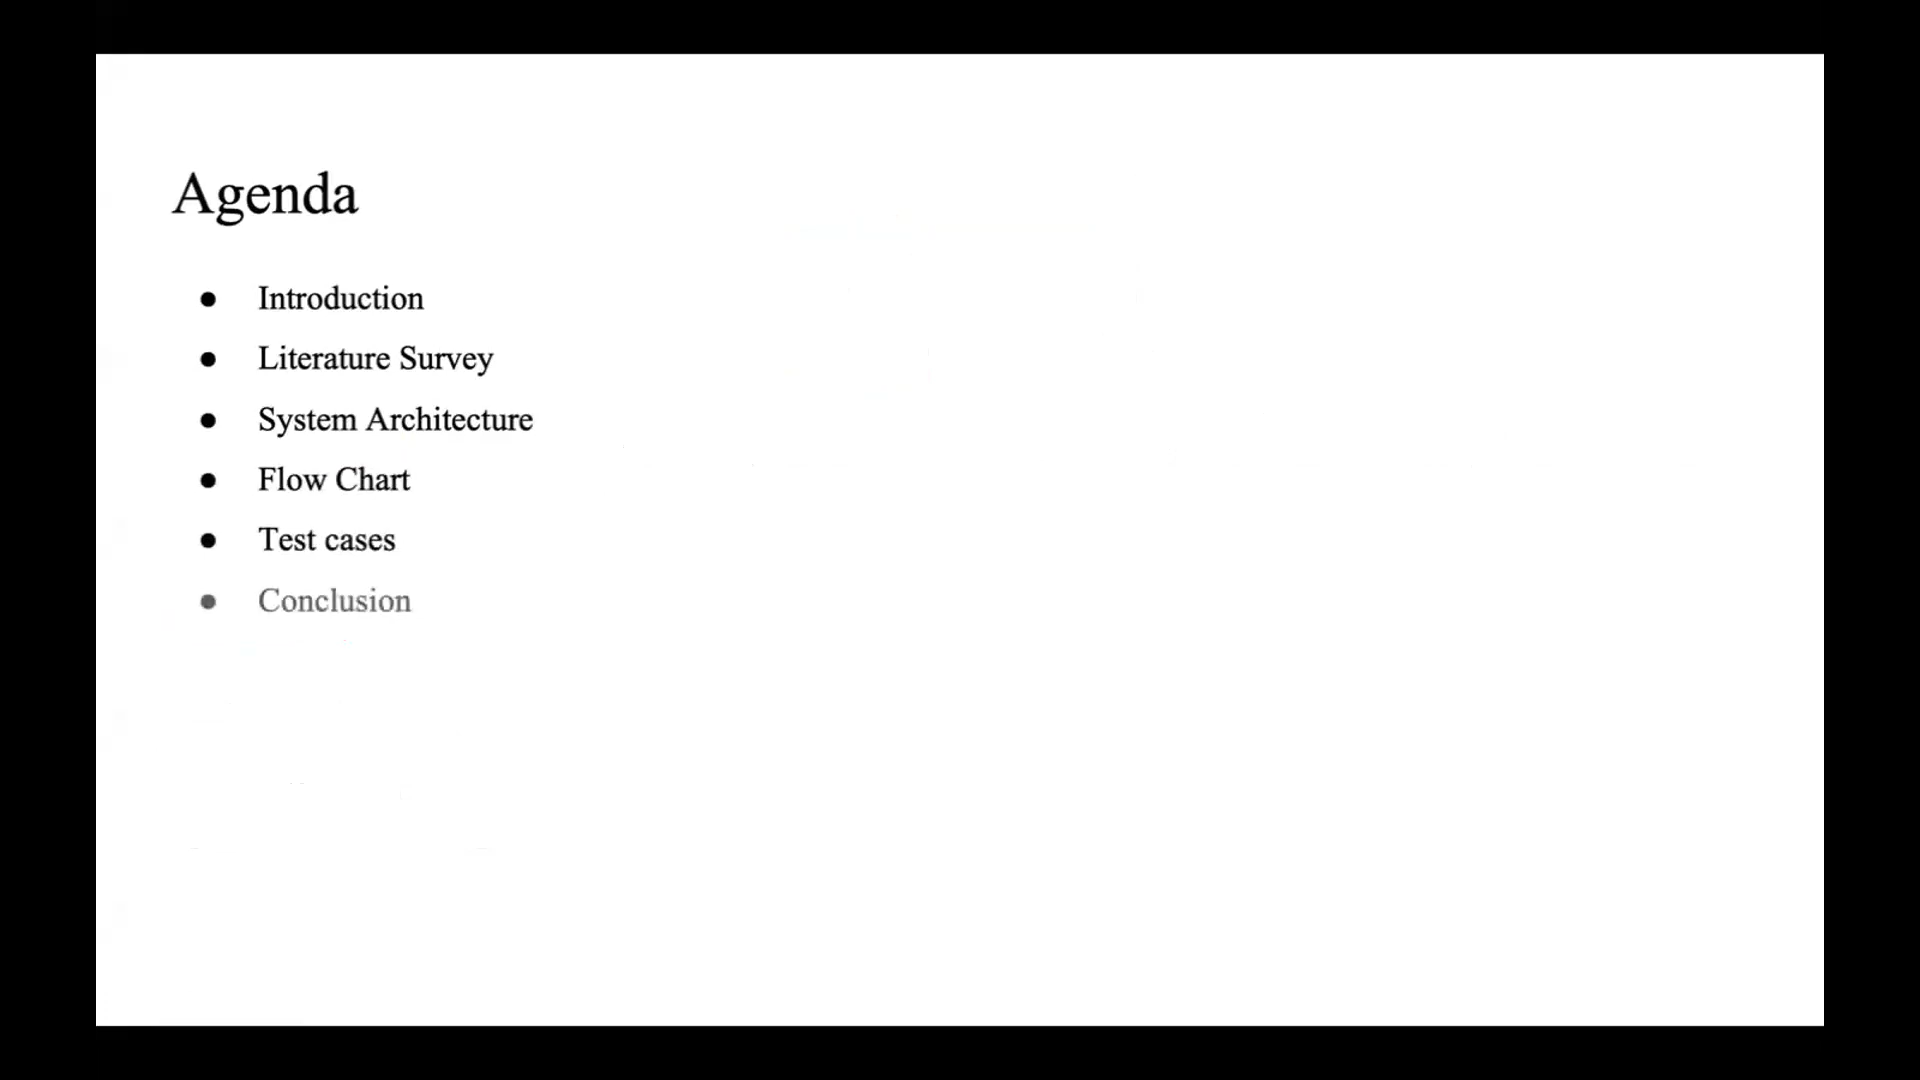 Agenda
● Introduction
● Literature Survey
● System Architecture
● Flow Chart
● Test cases
● Conclusion